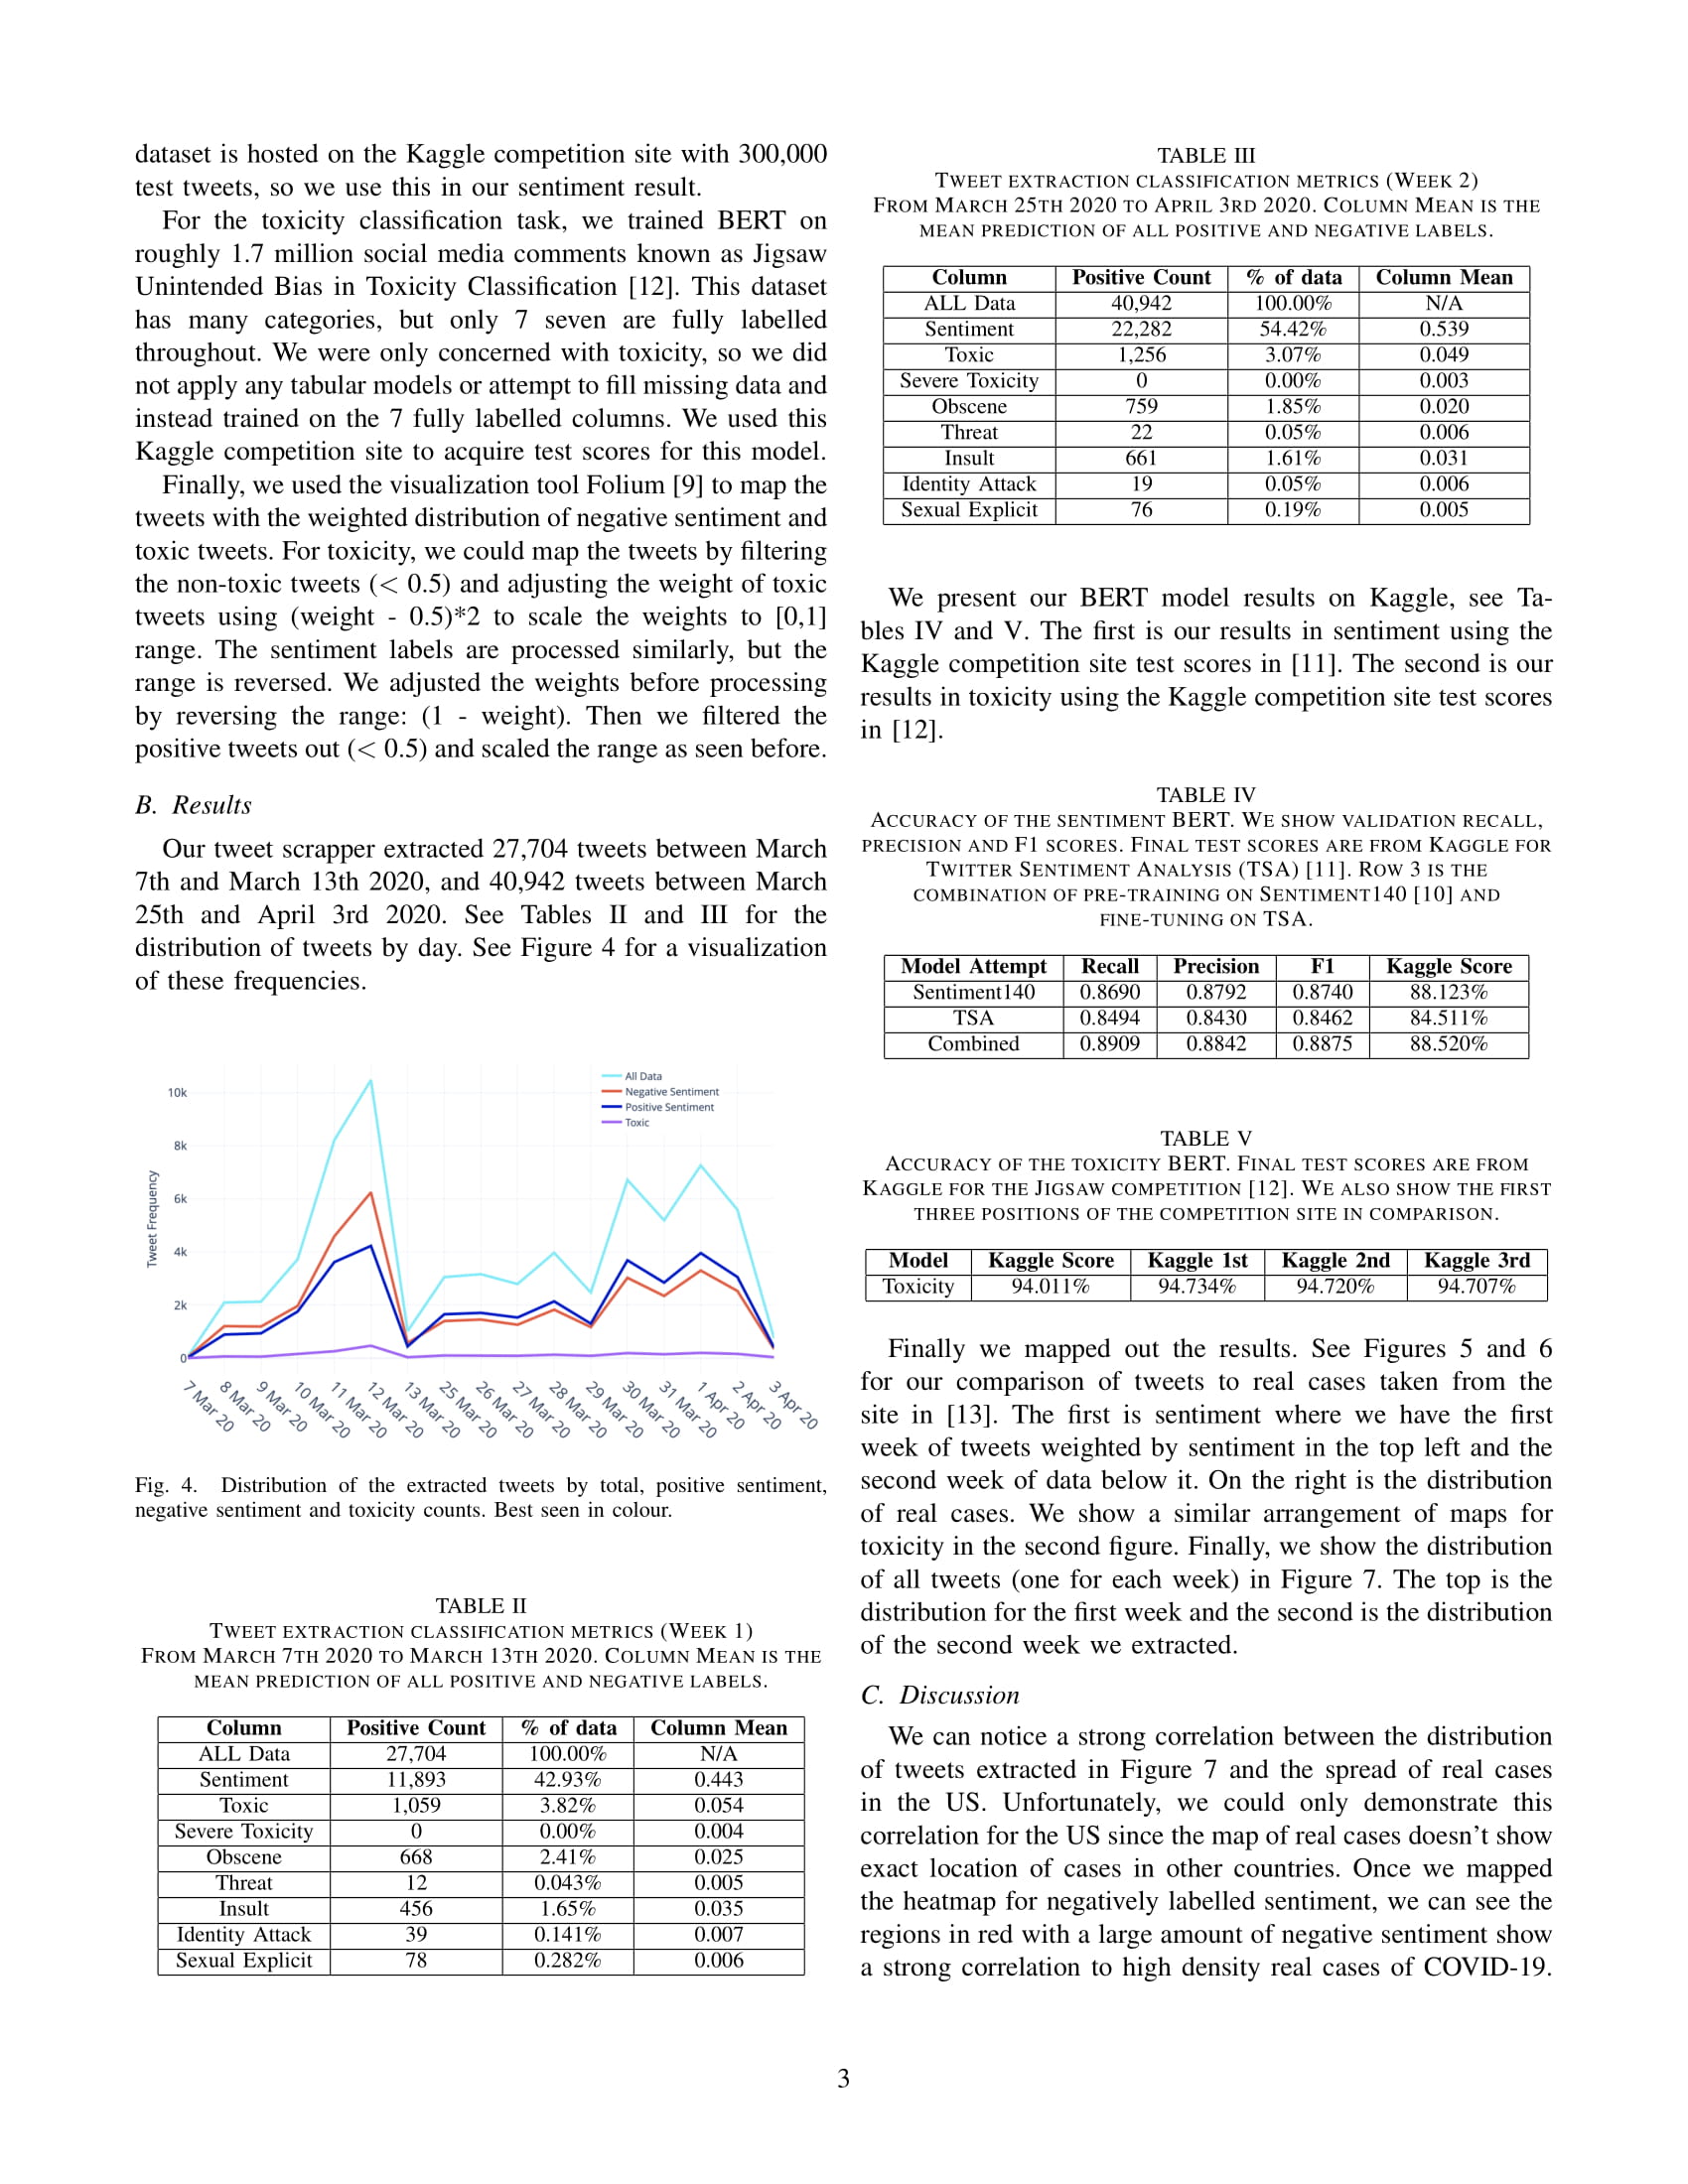 dataset is hosted on the Kaggle competition site with 300,000
test tweets, so we use this in our sentiment result.
For the toxicity classification task, we trained BERT on
roughly 1.7 million social media comments known as Jigsaw
Unintended Bias in Toxicity Classification [12]. This dataset
has many categories, but only 7 seven are fully labelled
throughout. We were only concerned with toxicity, so we did
not apply any tabular models or attempt to fill missing data and
instead trained on the 7 fully labelled columns. We used this
Kaggle competition site to acquire test scores for this model.
Finally, we used the visualization tool Folium [9] to map the
tweets with the weighted distribution of negative sentiment and
toxic tweets. For toxicity, we could map the tweets by filtering
the non-toxic tweets (< 0.5) and adjusting the weight of toxic
tweets using (weight - 0.5)*2 to scale the weights to [0,1]
range. The sentiment labels are processed similarly, but the
range is reversed. We adjusted the weights before processing
by reversing the range: (1 - weight). Then we filtered the
positive tweets out (< 0.5) and scaled the range as seen before.
B. Results
Our tweet scrapper extracted 27,704 tweets between March
7th and March 13th 2020, and 40,942 tweets between March
25th and April 3rd 2020. See Tables II and III for the
distribution of tweets by day. See Figure 4 for a visualization
of these frequencies.
All Data
Negative Sentiment
Positive Sentiment
Toxic
Tweet Frequency
10k
8k
6k
4k
2k
0
7 Mar 20
8 Mar 20
9 Mar 20
10 Mar 20
11 Mar 20
12 Mar 20
13 Mar 20
25 Mar 20
26 Mar 20
27 Mar 20
28 Mar 20
29 Mar 20
30 Mar 20
31 Mar 20
1 Apr 20
2 Apr 20
3 Apr 20
Fig. 4. Distribution of the extracted tweets by total, positive sentiment,
negative sentiment and toxicity counts. Best seen in colour.
TABLE II
TWEET EXTRACTION CLASSIFICATION METRICS (WEEK 1)
FROM MARCH 7TH 2020 TO MARCH 13TH 2020. COLUMN MEAN IS THE
MEAN PREDICTION OF ALL POSITIVE AND NEGATIVE LABELS.
Column Positive Count % of data Column Mean
ALL Data 27,704 100.00% N/A
Sentiment 11,893 42.93% 0.443
Toxic 1,059 3.82% 0.054
Severe Toxicity 0 0.00% 0.004
Obscene 668 2.41% 0.025
Threat 12 0.043% 0.005
Insult 456 1.65% 0.035
Identity Attack 39 0.141% 0.007
Sexual Explicit 78 0.282% 0.006
TABLE III
TWEET EXTRACTION CLASSIFICATION METRICS (WEEK 2)
FROM MARCH 25TH 2020 TO APRIL 3RD 2020. COLUMN MEAN IS THE
MEAN PREDICTION OF ALL POSITIVE AND NEGATIVE LABELS.
Column Positive Count % of data Column Mean
ALL Data 40,942 100.00% N/A
Sentiment 22,282 54.42% 0.539
Toxic 1,256 3.07% 0.049
Severe Toxicity 0 0.00% 0.003
Obscene 759 1.85% 0.020
Threat 22 0.05% 0.006
Insult 661 1.61% 0.031
Identity Attack 19 0.05% 0.006
Sexual Explicit 76 0.19% 0.005
We present our BERT model results on Kaggle, see Ta-
bles IV and V. The first is our results in sentiment using the
Kaggle competition site test scores in [11]. The second is our
results in toxicity using the Kaggle competition site test scores
in [12].
TABLE IV
ACCURACY OF THE SENTIMENT BERT. WE SHOW VALIDATION RECALL,
PRECISION AND F1 SCORES. FINAL TEST SCORES ARE FROM KAGGLE FOR
TWITTER SENTIMENT ANALYSIS (TSA) [11]. ROW 3 IS THE
COMBINATION OF PRE-TRAINING ON SENTIMENT140 [10] AND
FINE-TUNING ON TSA.
Model Attempt Recall Precision F1 Kaggle Score
Sentiment140 0.8690 0.8792 0.8740 88.123%
TSA 0.8494 0.8430 0.8462 84.511%
Combined 0.8909 0.8842 0.8875 88.520%
TABLE V
ACCURACY OF THE TOXICITY BERT. FINAL TEST SCORES ARE FROM
KAGGLE FOR THE JIGSAW COMPETITION [12]. WE ALSO SHOW THE FIRST
THREE POSITIONS OF THE COMPETITION SITE IN COMPARISON.
Model Kaggle Score Kaggle 1st Kaggle 2nd Kaggle 3rd
Toxicity 94.011% 94.734% 94.720% 94.707%
Finally we mapped out the results. See Figures 5 and 6
for our comparison of tweets to real cases taken from the
site in [13]. The first is sentiment where we have the first
week of tweets weighted by sentiment in the top left and the
second week of data below it. On the right is the distribution
of real cases. We show a similar arrangement of maps for
toxicity in the second figure. Finally, we show the distribution
of all tweets (one for each week) in Figure 7. The top is the
distribution for the first week and the second is the distribution
of the second week we extracted.
C. Discussion
We can notice a strong correlation between the distribution
of tweets extracted in Figure 7 and the spread of real cases
in the US. Unfortunately, we could only demonstrate this
correlation for the US since the map of real cases doesn't show
exact location of cases in other countries. Once we mapped
the heatmap for negatively labelled sentiment, we can see the
regions in red with a large amount of negative sentiment show
a strong correlation to high density real cases of COVID-19.
3